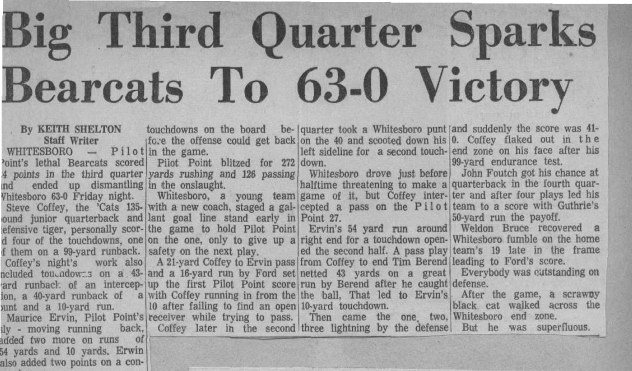 Big Third Quarter Sparks
Bearcats To 63-0 Victory
By KEITH SHELTON
Staff Writer
WHITESBORO — Pilot
Point's lethal Bearcats scored
4 points in the third quarter
and ended up dismantling
Whitesboro 63-0 Friday night.
Steve Coffey, the 'Cats 135-
ound junior quarterback and
efensive tiger, personally scor-
d four of the touchdowns, one
f them on a 99-yard runback.
Coffey's night's work also
ncluded touchdowns on a 43-
yard runback of an intercep-
ion, a 40-yard runback of a
unt and a 10-yard run.
Maurice Ervin, Pilot Point's
ly - moving running back,
added two more on runs of
54 yards and 10 yards. Erwin
also added two points on a con-
touchdowns on the board be-
fore the offense could get back
in the game.
Pilot Point blitzed for 272
yards rushing and 126 passing
in the onslaught.
Whitesboro, a young team
with a new coach, staged a gal-
lant goal line stand early in
the game to hold Pilot Point
on the one, only to give up a
safety on the next play.
A 21-yard Coffey to Ervin pass
and a 16-yard run by Ford set
up the first Pilot Point score
with Coffey running in from the
10 after failing to find an open
receiver while trying to pass.
Coffey later in the second
quarter took a Whitesboro punt
on the 40 and scooted down his
left sideline for a second touch-
down.
Whitesboro drove just before
halftime threatening to make a
game of it, but Coffey inter-
cepted a pass on the Pilot
Point 27.
Ervin's 54 yard run around
right end for a touchdown open-
ed the second half. A pass play
from Coffey to end Tim Berend
netted 43 yards on a great
run by Berend after he caught
the ball. That led to Ervin's
10-yard touchdown.
Then came the one, two,
three lightning by the defense
and suddenly the score was 41-
0. Coffey flaked out in the
end zone on his face after his
99-yard endurance test.
John Foutch got his chance at
quarterback in the fourth quar-
ter and after four plays led his
team to a score with Guthrie's
50-yard run the payoff.
Weldon Bruce recovered a
Whitesboro fumble on the home
team's 19 late in the frame
leading to Ford's score.
Everybody was outstanding on
defense.
After the game, a scrawny
black cat walked across the
Whitesboro end zone.
But he was superfluous.